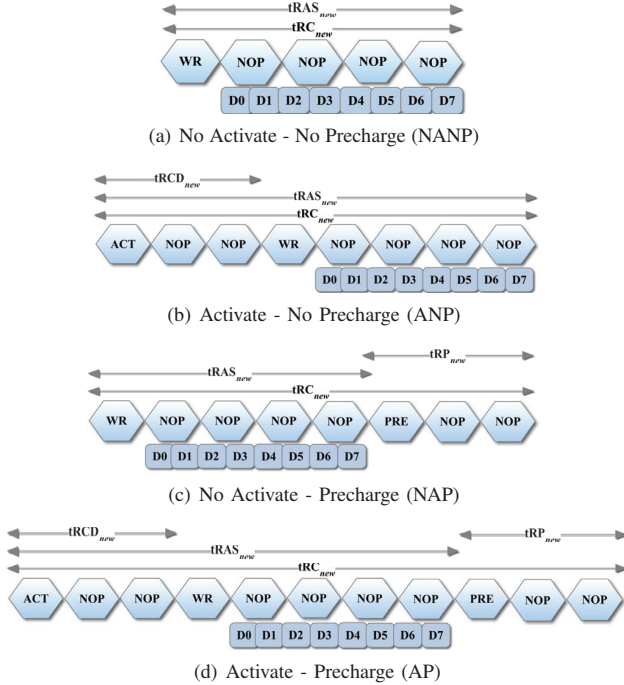 tRAS_new
tRC_new
WR NOP NOP NOP NOP
D0 D1 D2 D3 D4 D5 D6 D7
(a) No Activate - No Precharge (NANP)
tRCD_new
tRAS_new
tRC_new
ACT NOP NOP WR NOP NOP NOP NOP
D0 D1 D2 D3 D4 D5 D6 D7
(b) Activate - No Precharge (ANP)
tRP_new
tRAS_new
tRC_new
WR NOP NOP NOP NOP PRE NOP NOP
D0 D1 D2 D3 D4 D5 D6 D7
(c) No Activate - Precharge (NAP)
tRCD_new tRP_new
tRAS_new
tRC_new
ACT NOP NOP WR NOP NOP NOP NOP PRE NOP NOP
D0 D1 D2 D3 D4 D5 D6 D7
(d) Activate - Precharge (AP)